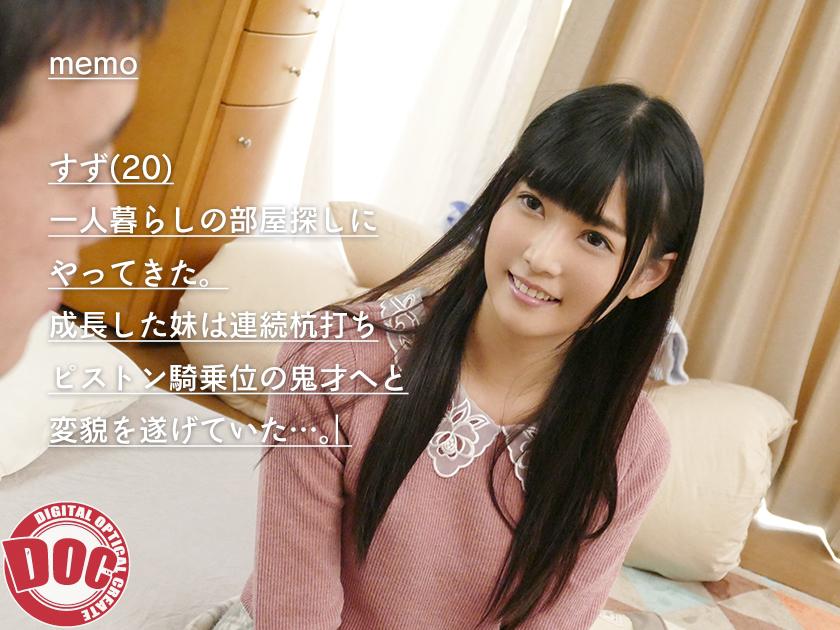 memo
すず(20)
一人暮らしの部屋探しに
やってきた。
成長した妹は連続杭打ち
ピストン騎乗位の鬼才へと
変貌を遂げていた…。|
DIGITAL OPTICAL CREATE
DOC